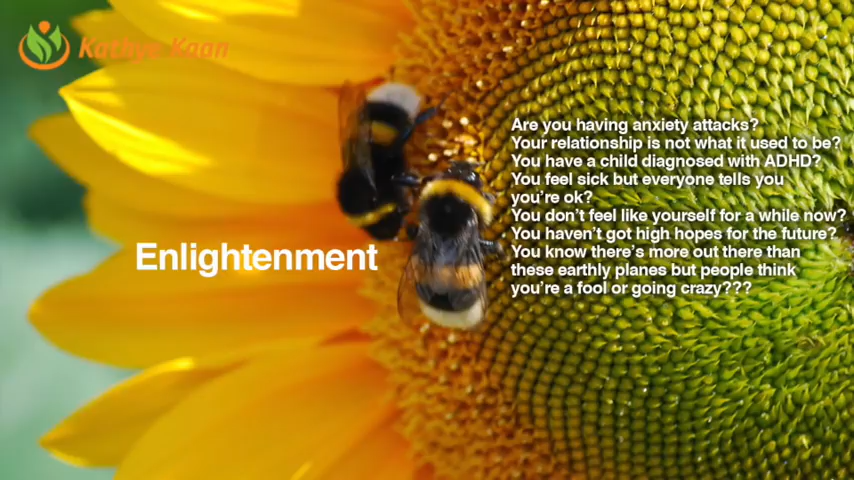 Kathye Kaan
Enlightenment
Are you having anxiety attacks?
Your relationship is not what it used to be?
You have a child diagnosed with ADHD?
You feel sick but everyone tells you
you're ok?
You don't feel like yourself for a while now?
You haven't got high hopes for the future?
You know there's more out there than
these earthly planes but people think
you're a fool or going crazy???